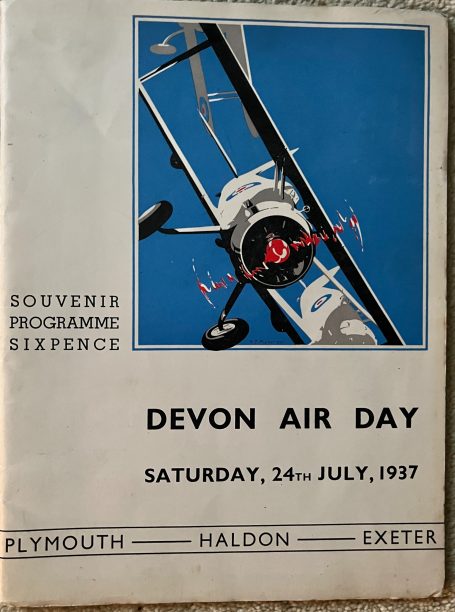 SOUVENIR
PROGRAMME
SIXPENCE
DEVON AIR DAY
SATURDAY, 24TH JULY, 1937
PLYMOUTH — HALDON — EXETER